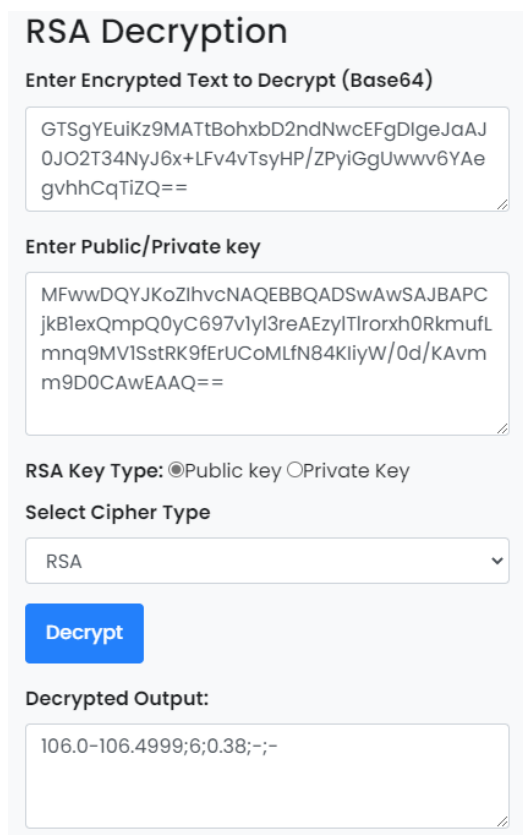 RSA Decryption
Enter Encrypted Text to Decrypt (Base64)
GTSgYEuiKz9MATtBohxbD2ndNwcEFgDIgeJaAJ
0JO2T34NyJ6x+LFv4vTsyHP/ZPyiGgUwwv6YAe
gvhhCqTiZQ==
Enter Public/Private key
MFwwDQYJKoZIhvcNAQEBBQADSwAwSAJBAPC
jkB1exQmpQ0yC697v1yl3reAEzylTlrorxh0RkmufL
mnq9MV1SstRK9fErUCoMLfN84KIiyW/0d/KAvm
m9D0CAwEAAQ==
RSA Key Type: Public key Private Key
Select Cipher Type
RSA
Decrypt
Decrypted Output:
106.0-106.4999;6;0.38;-;-